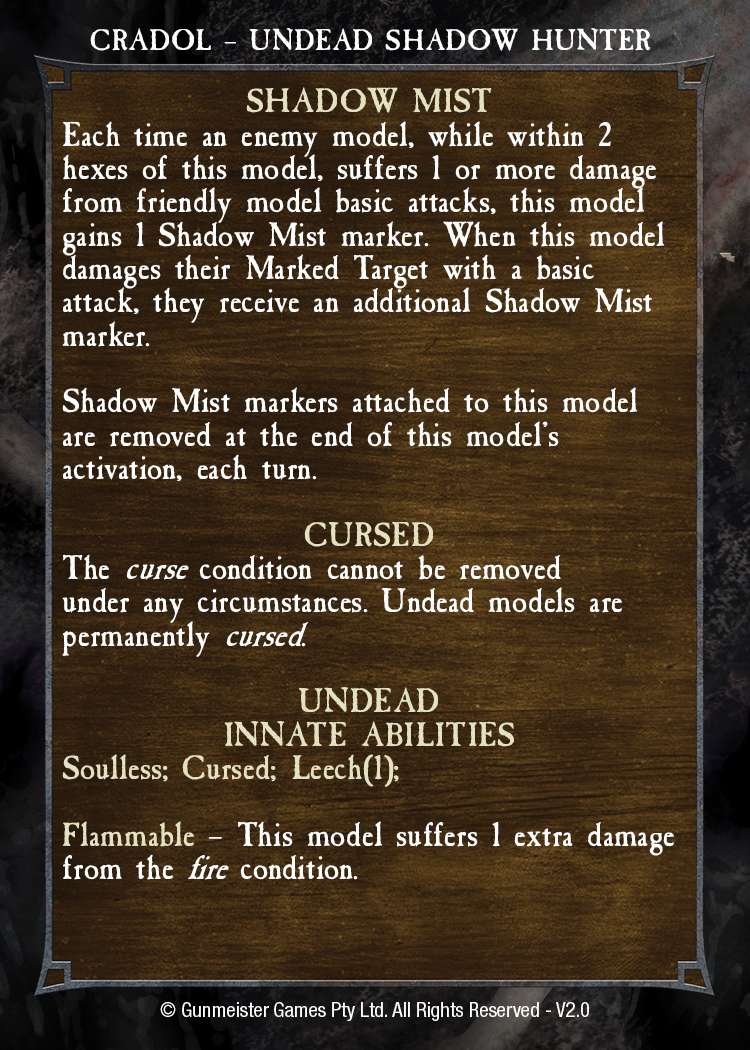 CRADOL – UNDEAD SHADOW HUNTER
SHADOW MIST
Each time an enemy model, while within 2
hexes of this model, suffers 1 or more damage
from friendly model basic attacks, this model
gains 1 Shadow Mist marker. When this model
damages their Marked Target with a basic
attack, they receive an additional Shadow Mist
marker.
Shadow Mist markers attached to this model
are removed at the end of this model's
activation, each turn.
CURSED
The curse condition cannot be removed
under any circumstances. Undead models are
permanently cursed.
UNDEAD
INNATE ABILITIES
Soulless; Cursed; Leech(1);
Flammable – This model suffers 1 extra damage
from the fire condition.
© Gunmeister Games Pty Ltd. All Rights Reserved - V2.0